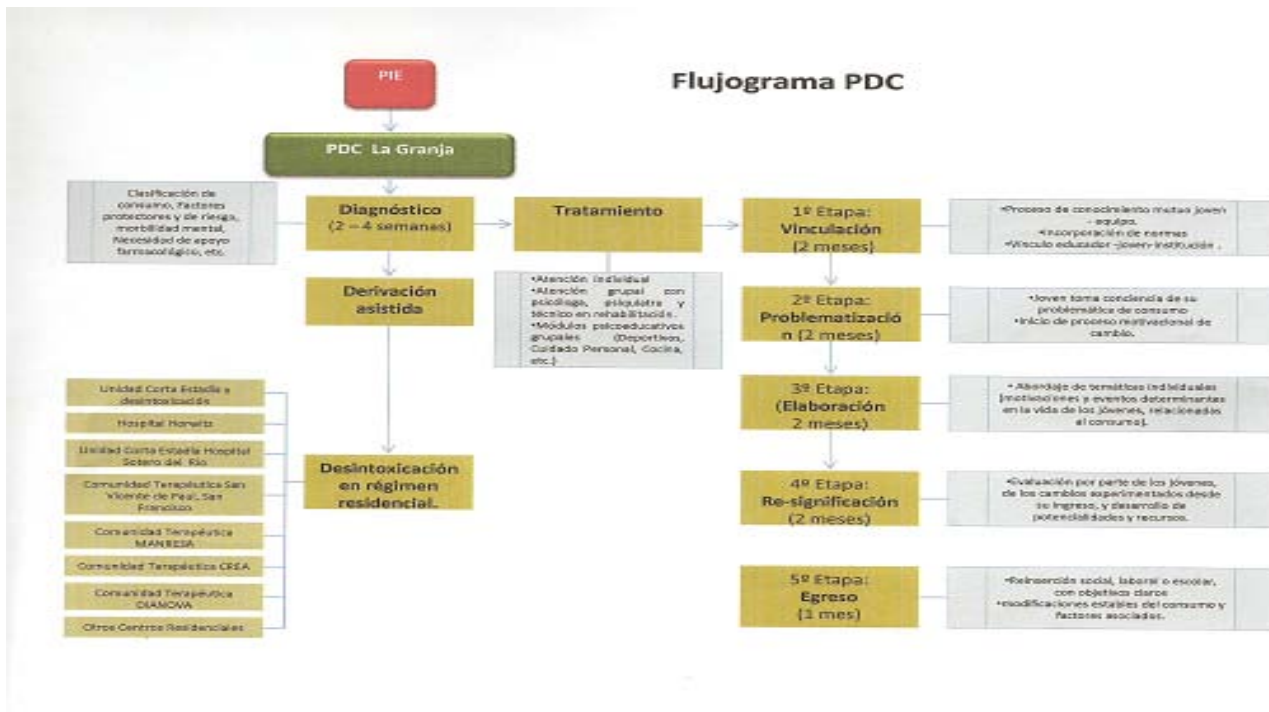 PIE
Flujograma PDC
PDC La Granja
Clasificación de
consumo, Factores
protectores y de riesgo,
morbilidad mental,
Necesidad de apoyo
farmacológico, etc.
Diagnóstico
(2 – 4 semanas)
Tratamiento
1º Etapa:
Vinculación
(2 meses)
•Proceso de conocimiento mutuo joven
- equipo.
•Incorporación de normas
•Vínculo educador -joven- institución .
Derivación
asistida
•Atención individual
•Atención grupal con
psicólogo, psiquiatra y
técnico en rehabilitación.
•Módulos psicoeducativos
grupales (Deportivos,
Cuidado Personal, Cocina,
etc.)
2º Etapa:
Problematizació
n (2 meses)
•Joven toma conciencia de su
problemática de consumo
•Inicio de proceso motivacional de
cambio.
3º Etapa:
(Elaboración
2 meses)
• Abordaje de temáticas individuales
(motivaciones y eventos determinantes
en la vida de los jóvenes, relacionados
al consumo).
Unidad Corta Estadía y
desintoxicación
Hospital Horwitz
Unidad Corta Estadía Hospital
Sotero del Río
Comunidad Terapéutica San
Vicente de Paul, San
Francisco
Comunidad Terapéutica
MANRESA
Comunidad Terapéutica CREA
Comunidad Terapéutica
DIANOVA
Otros Centros Residenciales
Desintoxicación
en régimen
residencial.
4º Etapa:
Re-significación
(2 meses)
•Evaluación por parte de los jóvenes,
de los cambios experimentados desde
su ingreso, y desarrollo de
potencialidades y recursos.
5º Etapa:
Egreso
(1 mes)
•Reinserción social, laboral o escolar,
con objetivos claros
•modificaciones estables del consumo y
factores asociados.